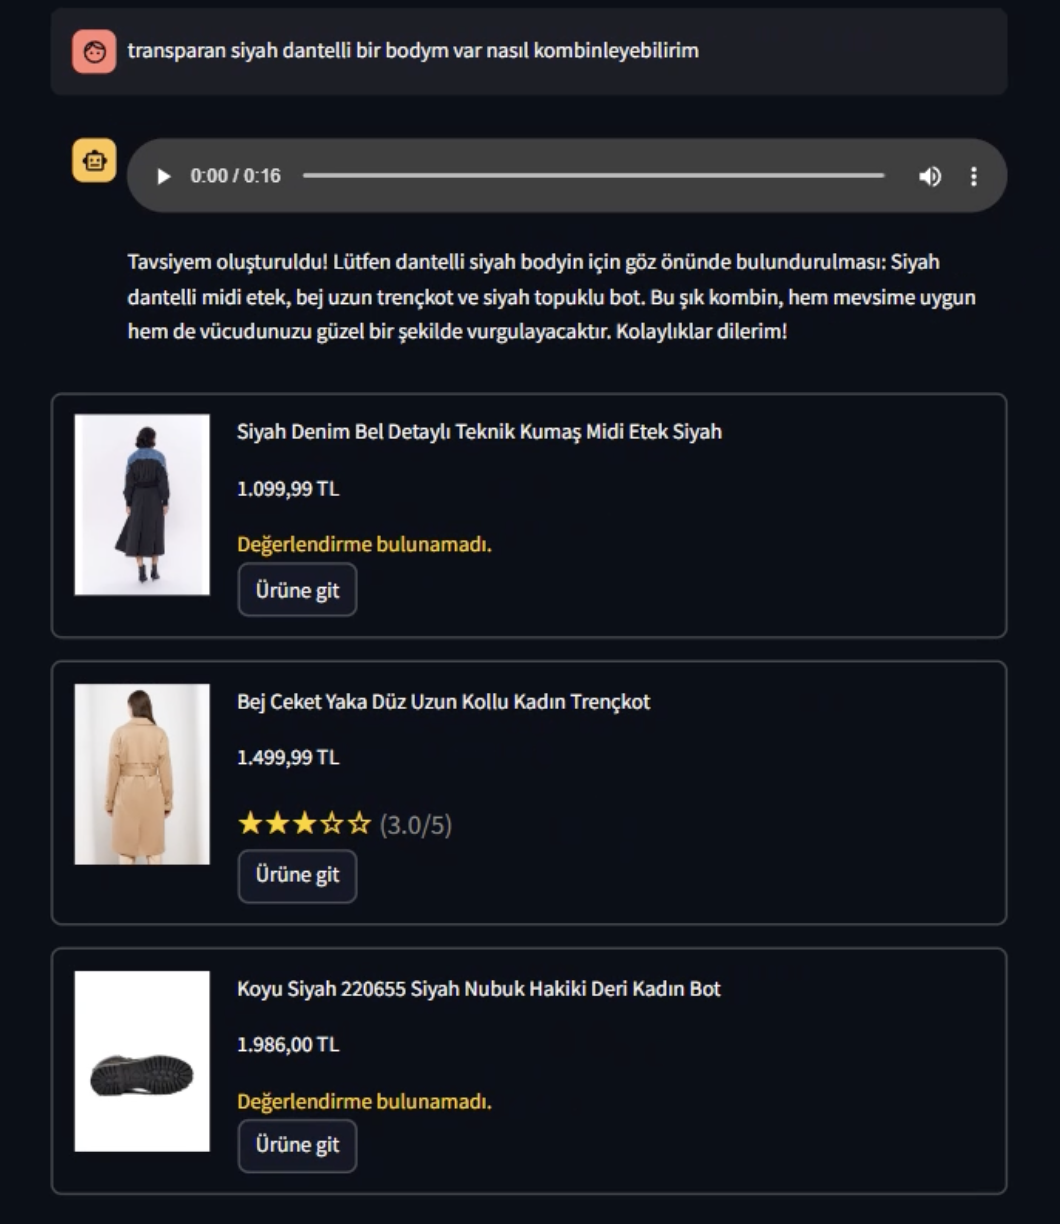 transparan siyah dantelli bir bodym var nasıl kombinleyebilirim
0:00 / 0:16
Tavsiyem oluşturuldu! Lütfen dantelli siyah bodyin için göz önünde bulundurulması: Siyah
dantelli midi etek, bej uzun trençkot ve siyah topuklu bot. Bu şık kombin, hem mevsime uygun
hem de vücudunuzu güzel bir şekilde vurgulayacaktır. Kolaylıklar dilerim!
Siyah Denim Bel Detaylı Teknik Kumaş Midi Etek Siyah
1.099,99 TL
Değerlendirme bulunamadı.
Ürüne git
Bej Ceket Yaka Düz Uzun Kollu Kadın Trençkot
1.499,99 TL
★★★☆☆ (3.0/5)
Ürüne git
Koyu Siyah 220655 Siyah Nubuk Hakiki Deri Kadın Bot
1.986,00 TL
Değerlendirme bulunamadı.
Ürüne git